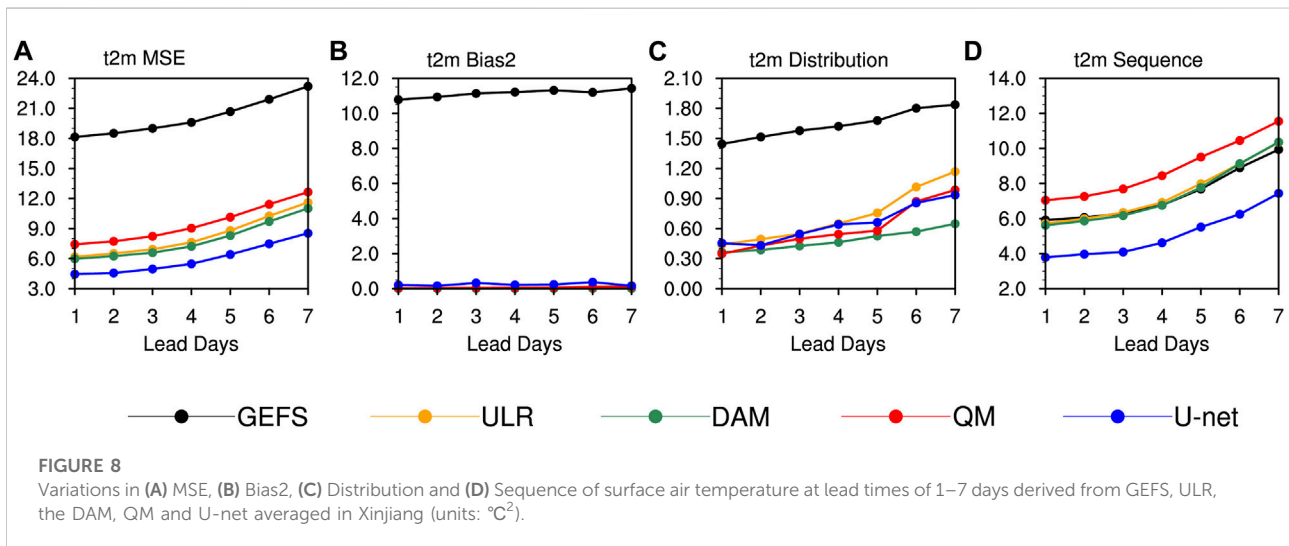 A t2m MSE
24.0
21.0
18.0
15.0
12.0
9.0
6.0
3.0
1 2 3 4 5 6 7
Lead Days
B t2m Bias2
12.0
10.0
8.0
6.0
4.0
2.0
0.0
1 2 3 4 5 6 7
Lead Days
C t2m Distribution
2.10
1.80
1.50
1.20
0.90
0.60
0.30
0.00
1 2 3 4 5 6 7
Lead Days
D t2m Sequence
14.0
12.0
10.0
8.0
6.0
4.0
2.0
1 2 3 4 5 6 7
Lead Days
GEFS ULR DAM QM U-net
FIGURE 8
Variations in (A) MSE, (B) Bias2, (C) Distribution and (D) Sequence of surface air temperature at lead times of 1–7 days derived from GEFS, ULR,
the DAM, QM and U-net averaged in Xinjiang (units: °C²).